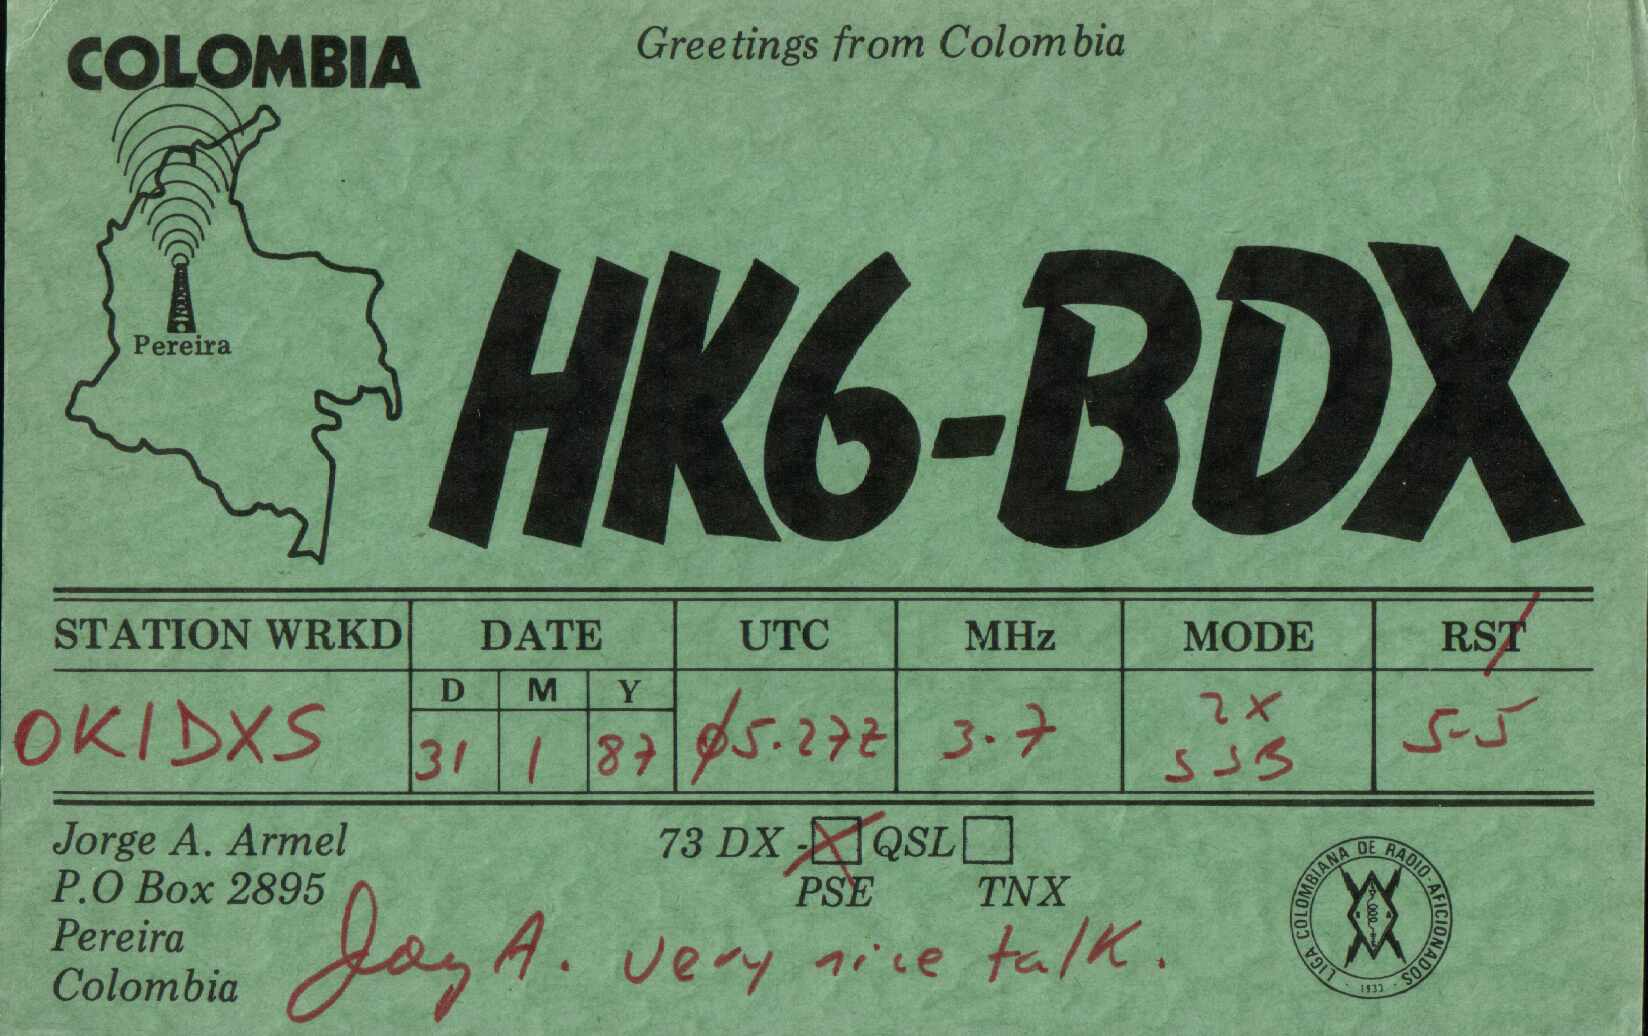 COLOMBIA
Greetings from Colombia
Pereira
HK6-BDX
STATION WRKD DATE UTC MHz MODE RST
D M Y
OK1DXS 31 1 87 Ø5.27Z 3.7 2X SSB 5-5
Jorge A. Armel
P.O Box 2895
Pereira
Colombia
73 DX - QSL
PSE TNX
A. very nice talk.
LIGA COLOMBIANA DE RADIO-AFICIONADOS
- 1933 -